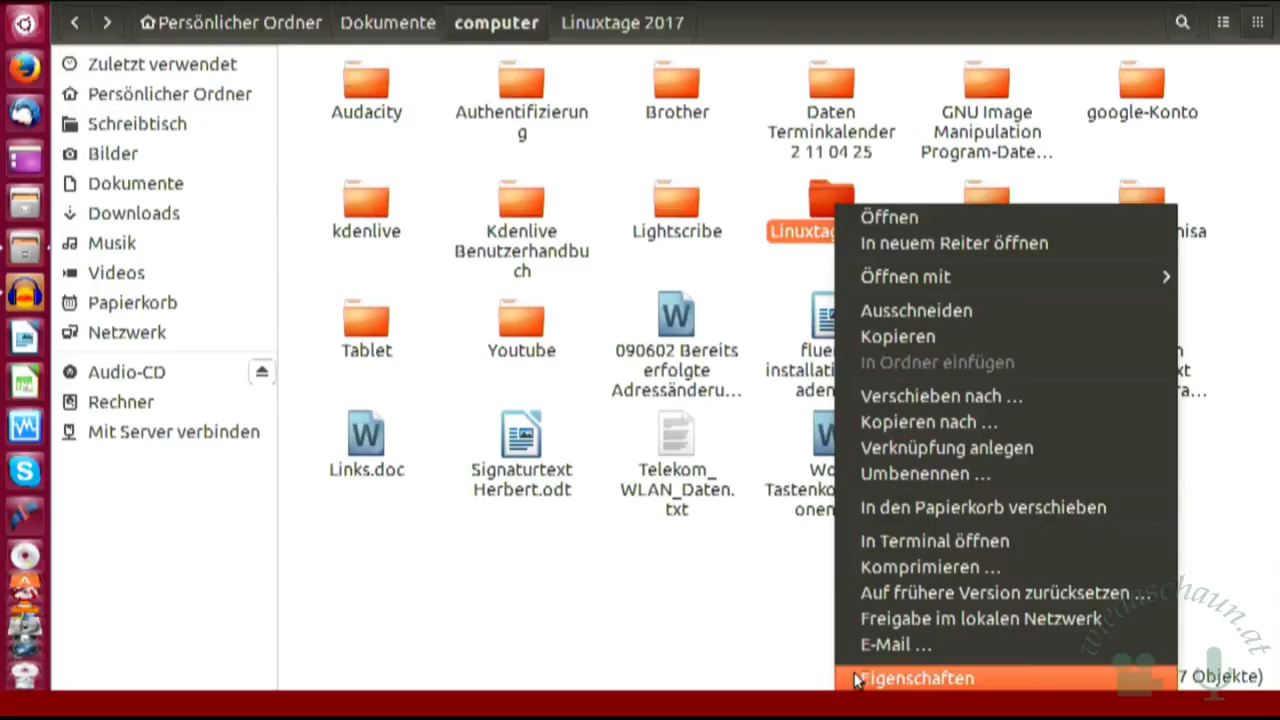 Persönlicher Ordner Dokumente computer Linuxtage 2017
Zuletzt verwendet
Persönlicher Ordner
Schreibtisch
Bilder
Dokumente
Downloads
Musik
Videos
Papierkorb
Netzwerk
Audio-CD
Rechner
Mit Server verbinden
Audacity
Authentifizierun
g
Brother
Daten
Terminkalender
2 11 04 25
GNU Image
Manipulation
Program-Date…
google-Konto
kdenlive
Kdenlive
Benutzerhandbu
ch
Lightscribe
Linuxtag
Tablet
Youtube
090602 Bereits
erfolgte
Adressänderu…
Links.doc
Signaturtext
Herbert.odt
Telekom_
WLAN_Daten.
txt
Öffnen
In neuem Reiter öffnen
Öffnen mit
Ausschneiden
Kopieren
In Ordner einfügen
Verschieben nach …
Kopieren nach …
Verknüpfung anlegen
Umbenennen …
In den Papierkorb verschieben
In Terminal öffnen
Komprimieren …
Auf frühere Version zurücksetzen …
Freigabe im lokalen Netzwerk
E-Mail …
Eigenschaften
7 Objekte)
wiedaschaun.at